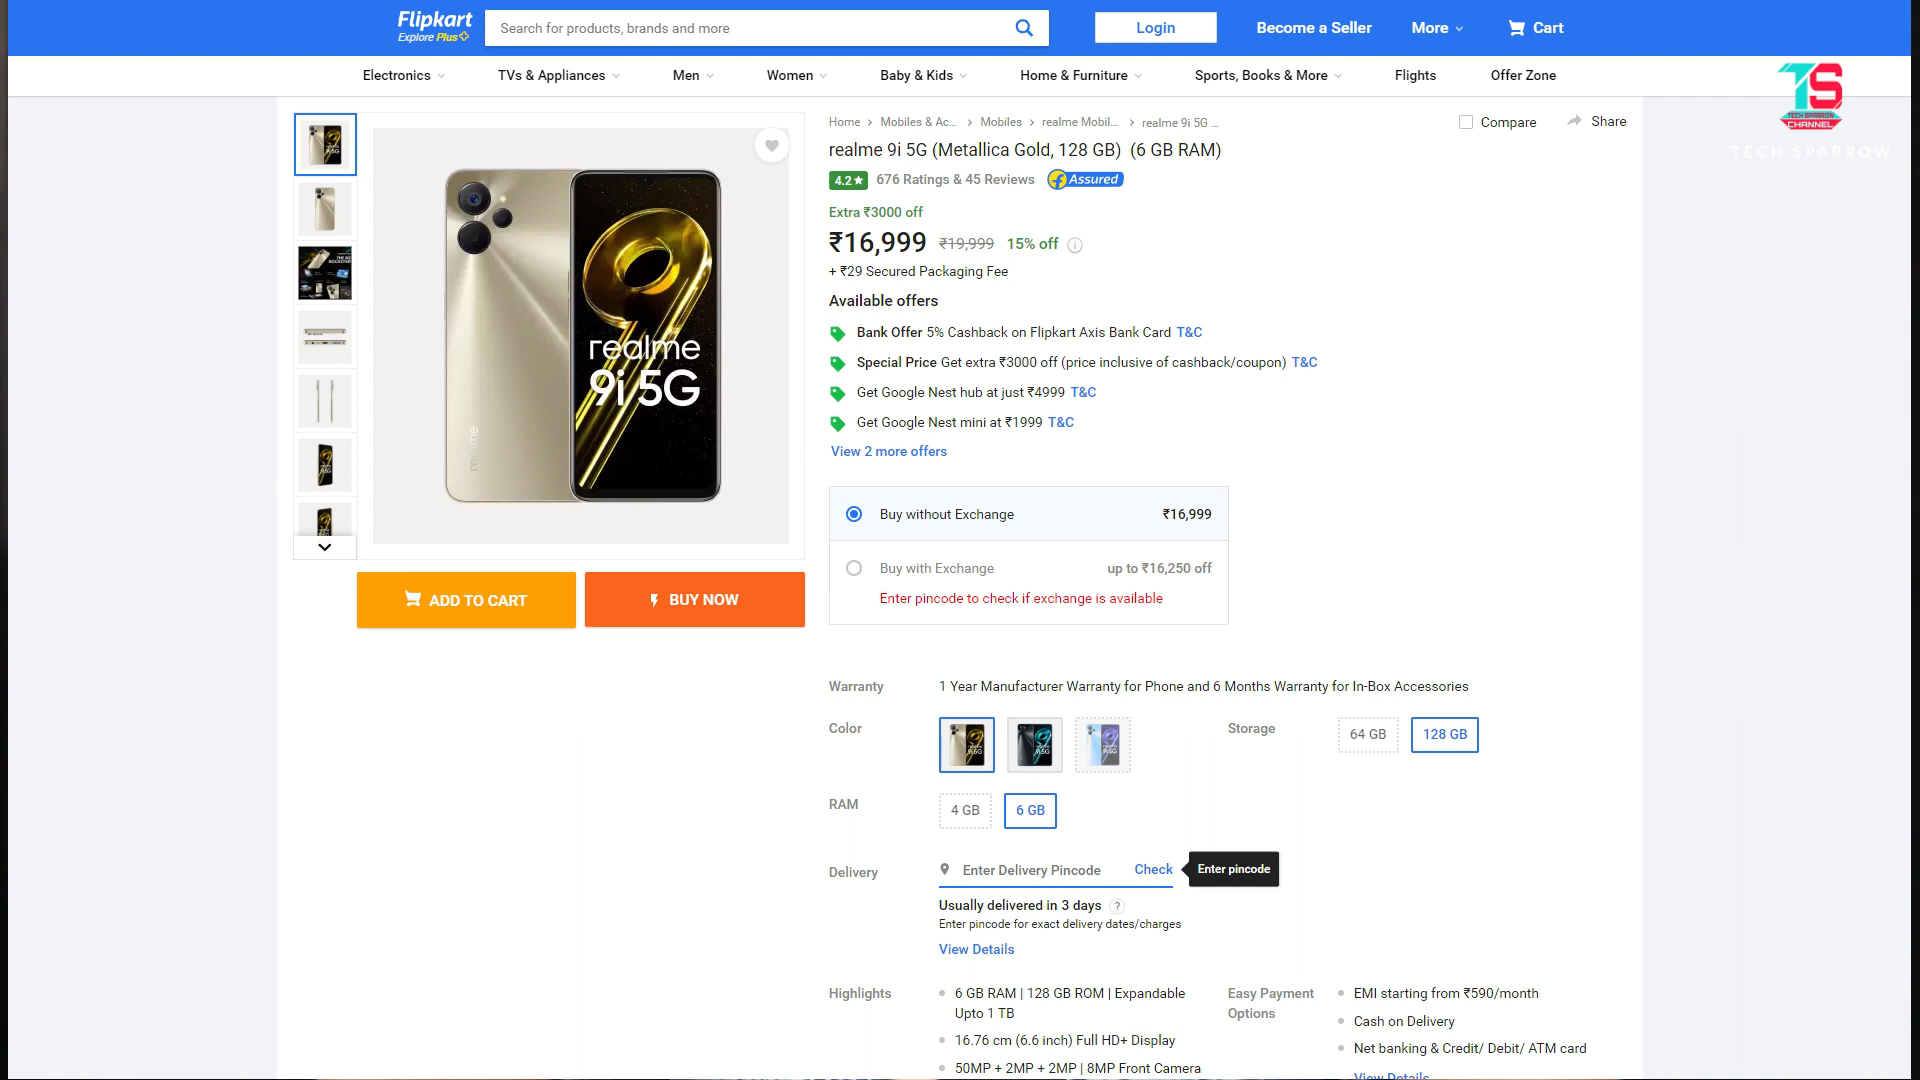 Flipkart
Explore Plus
Search for products, brands and more
Login
Become a Seller
More
Cart
Electronics
TVs & Appliances
Men
Women
Baby & Kids
Home & Furniture
Sports, Books & More
Flights
Offer Zone
TS
TECH SPARROW
CHANNEL
TECH SPARROW
Home
Mobiles & Ac...
Mobiles
realme Mobil...
realme 9i 5G ...
Compare
Share
realme 9i 5G (Metallica Gold, 128 GB) (6 GB RAM)
4.2★ 676 Ratings & 45 Reviews Assured
Extra ₹3000 off
₹16,999 ₹19,999 15% off
+ ₹29 Secured Packaging Fee
Available offers
Bank Offer 5% Cashback on Flipkart Axis Bank Card T&C
Special Price Get extra ₹3000 off (price inclusive of cashback/coupon) T&C
Get Google Nest hub at just ₹4999 T&C
Get Google Nest mini at ₹1999 T&C
View 2 more offers
realme
realme
9i 5G
ADD TO CART
BUY NOW
Buy without Exchange ₹16,999
Buy with Exchange up to ₹16,250 off
Enter pincode to check if exchange is available
Warranty 1 Year Manufacturer Warranty for Phone and 6 Months Warranty for In-Box Accessories
Color
Storage 64 GB 128 GB
RAM 4 GB 6 GB
Delivery Enter Delivery Pincode Check Enter pincode
Usually delivered in 3 days ?
Enter pincode for exact delivery dates/charges
View Details
Highlights
6 GB RAM | 128 GB ROM | Expandable
Upto 1 TB
16.76 cm (6.6 inch) Full HD+ Display
50MP + 2MP + 2MP | 8MP Front Camera
Easy Payment
Options
EMI starting from ₹590/month
Cash on Delivery
Net banking & Credit/ Debit/ ATM card
View Details